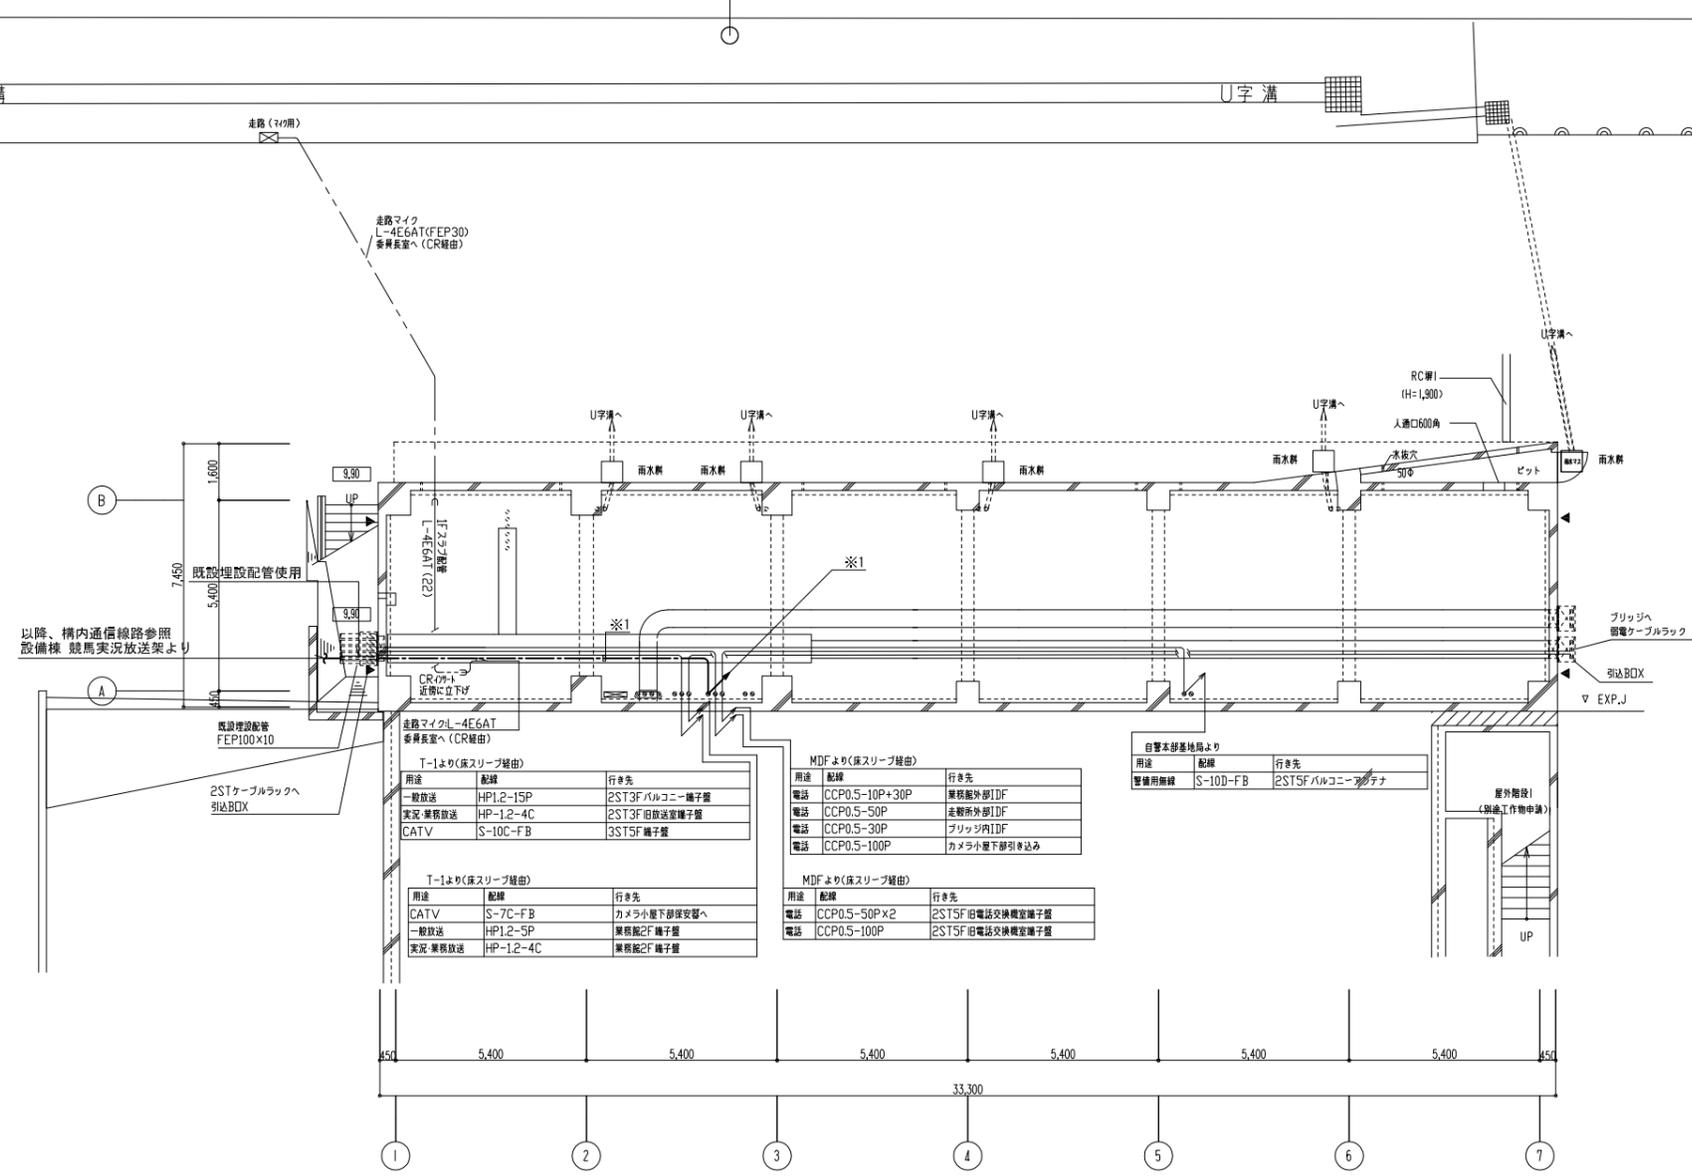 溝
U字 溝
走路（マイク用）
走路マイク
L-4E6AT(FEP30)
委員長室へ（CR経由）
U字溝へ
RC塀1
(H=1,900)
人通口600角
U字溝へ
U字溝へ
U字溝へ
U字溝へ
雨水桝
雨水桝
雨水桝
雨水桝
水抜穴
50Φ
ピット
雨水桝
9.90
UP
B
1,600
7,450
5,400
450
既設埋設配管使用
1Fスラブ配管
L-4E6AT (22)
※1
※1
9.90
以降、構内通信線路参照
設備棟 競馬実況放送架より
ブリッジへ
弱電ケーブルラック
引込BOX
▽ EXP.J
A
CRインサート
近傍に立下げ
既設埋設配管
FEP100×10
走路マイク:L-4E6AT
委員長室へ（CR経由）
2STケーブルラックへ
引込BOX
T-1より(床スリーブ経由)
用途 配線 行き先
一般放送 HP1.2-15P 2ST3Fバルコニー端子盤
実況·業務放送 HP-1.2-4C 2ST3F旧放送室端子盤
CATV S-10C-FB 3ST5F端子盤
MDFより(床スリーブ経由)
用途 配線 行き先
電話 CCP0.5-10P+30P 業務館外部IDF
電話 CCP0.5-50P 走難所外部IDF
電話 CCP0.5-30P ブリッジ内IDF
電話 CCP0.5-100P カメラ小屋下部引き込み
自警本部基地局より
用途 配線 行き先
警備用無線 S-10D-FB 2ST5Fバルコニーアンテナ
屋外階段1
(別途工作物申請)
UP
T-1より(床スリーブ経由)
用途 配線 行き先
CATV S-7C-FB カメラ小屋下部保安器へ
一般放送 HP1.2-5P 業務館2F端子盤
実況·業務放送 HP-1.2-4C 業務館2F端子盤
MDFより(床スリーブ経由)
用途 配線 行き先
電話 CCP0.5-50P×2 2ST5F旧電話交換機室端子盤
電話 CCP0.5-100P 2ST5F旧電話交換機室端子盤
450 5,400 5,400 5,400 5,400 5,400 5,400 450
33,300
1 2 3 4 5 6 7